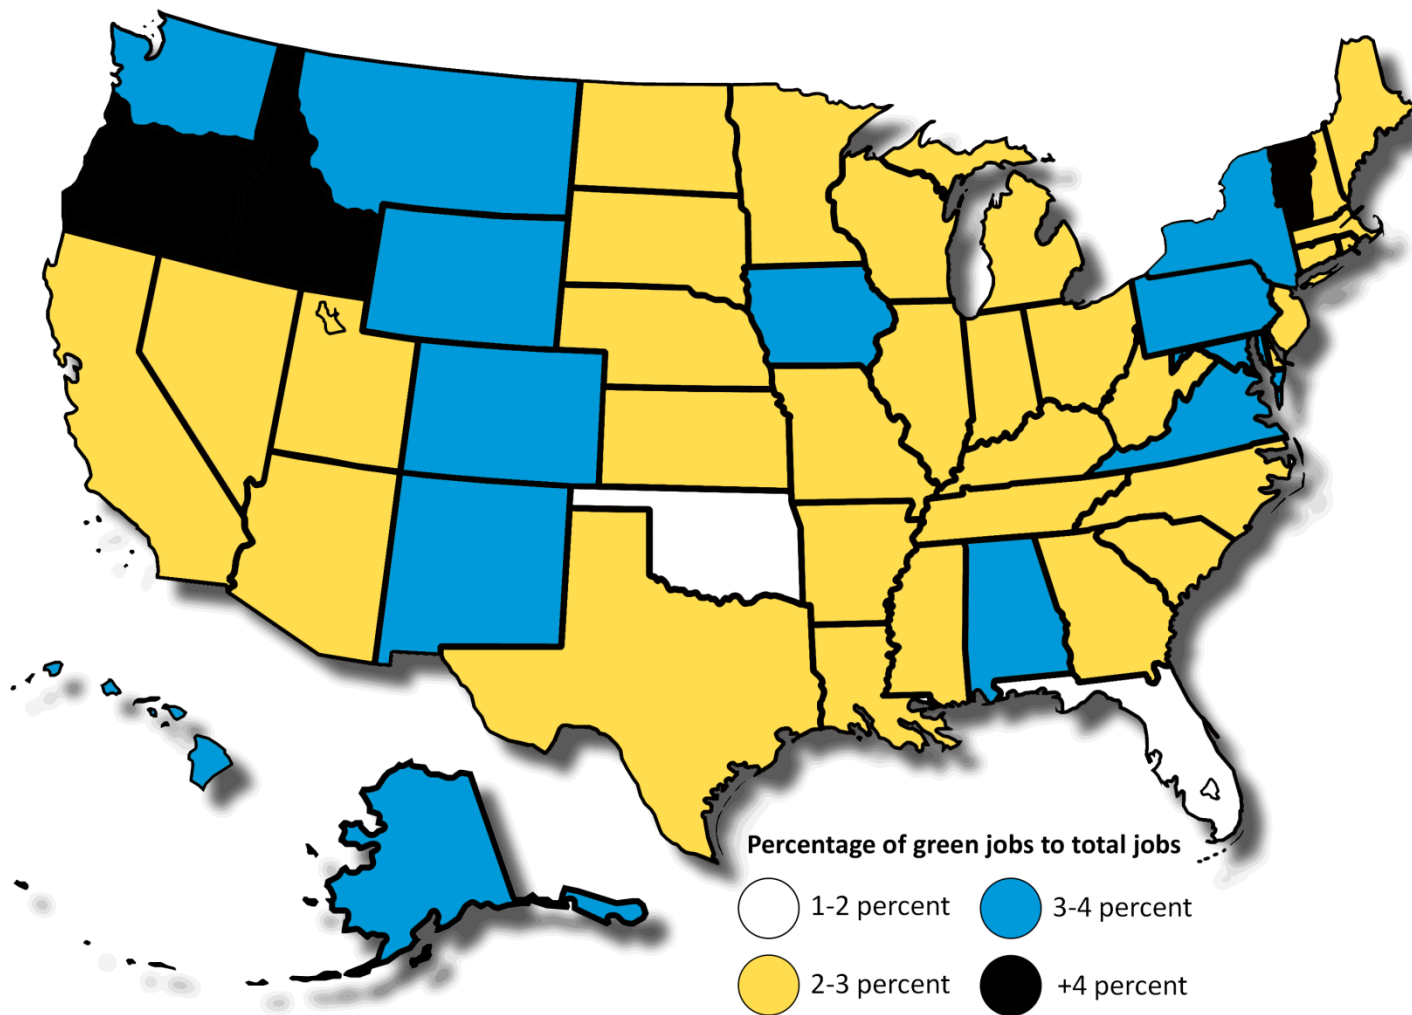 Percentage of green jobs to total jobs
1-2 percent
3-4 percent
2-3 percent
+4 percent